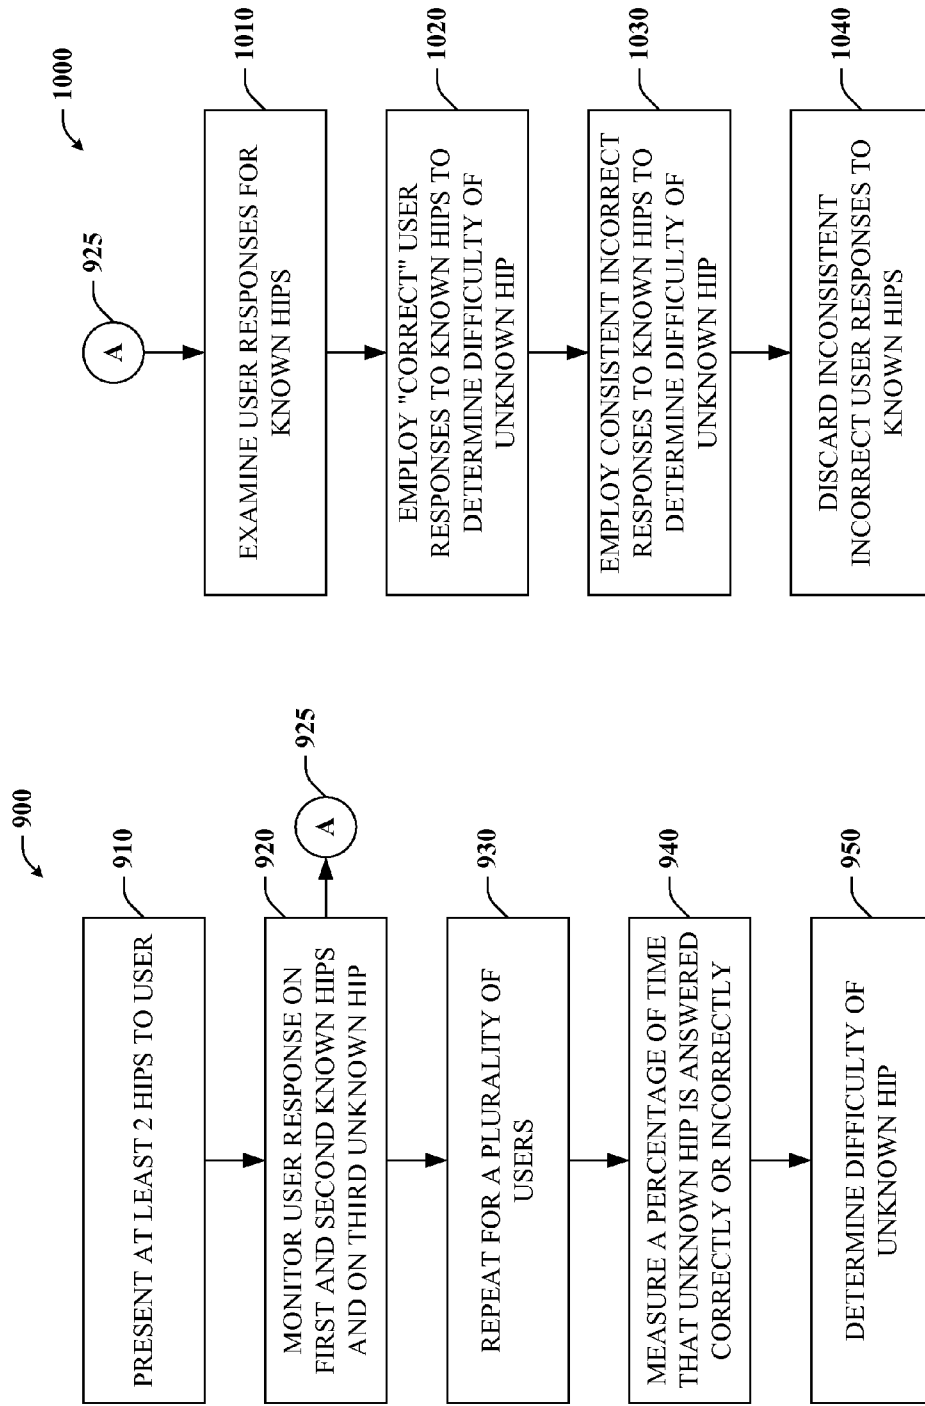 900
PRESENT AT LEAST 2 HIPS TO USER
910
MONITOR USER RESPONSE ON
FIRST AND SECOND KNOWN HIPS
AND ON THIRD UNKNOWN HIP
920
A
925
REPEAT FOR A PLURALITY OF
USERS
930
MEASURE A PERCENTAGE OF TIME
THAT UNKNOWN HIP IS ANSWERED
CORRECTLY OR INCORRECTLY
940
DETERMINE DIFFICULTY OF
UNKNOWN HIP
950
1000
A
925
EXAMINE USER RESPONSES FOR
KNOWN HIPS
1010
EMPLOY "CORRECT" USER
RESPONSES TO KNOWN HIPS TO
DETERMINE DIFFICULTY OF
UNKNOWN HIP
1020
EMPLOY CONSISTENT INCORRECT
RESPONSES TO KNOWN HIPS TO
DETERMINE DIFFICULTY OF
UNKNOWN HIP
1030
DISCARD INCONSISTENT
INCORRECT USER RESPONSES TO
KNOWN HIPS
1040